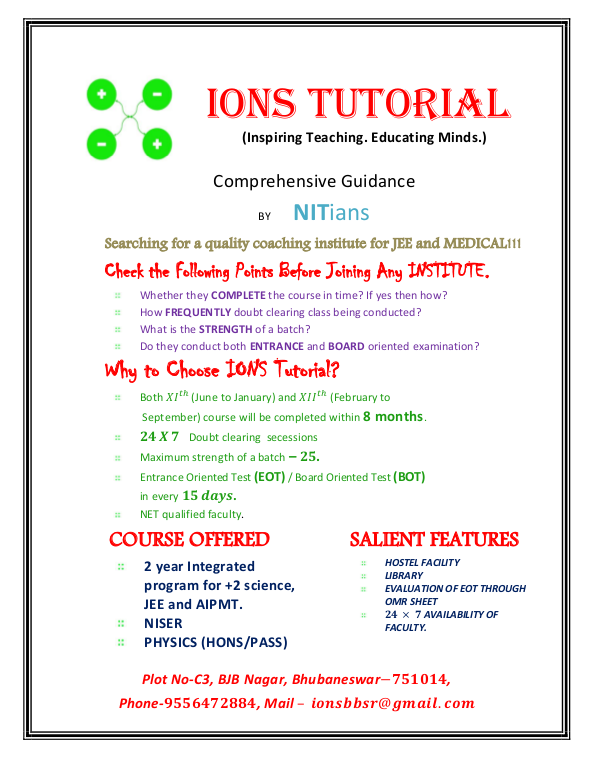 + -
- +
IONS TUTORIAL
(Inspiring Teaching. Educating Minds.)
Comprehensive Guidance
BY NITians
Searching for a quality coaching institute for JEE and MEDICAL!!!
Check the Following Points Before Joining Any INSTITUTE.
Whether they COMPLETE the course in time? If yes then how?
How FREQUENTLY doubt clearing class being conducted?
What is the STRENGTH of a batch?
Do they conduct both ENTRANCE and BOARD oriented examination?
Why to Choose IONS Tutorial?
Both XIᵗʰ (June to January) and XIIᵗʰ (February to
September) course will be completed within 8 months.
24 X 7 Doubt clearing secessions
Maximum strength of a batch – 25.
Entrance Oriented Test (EOT) / Board Oriented Test (BOT)
in every 15 days.
NET qualified faculty.
COURSE OFFERED
2 year Integrated
program for +2 science,
JEE and AIPMT.
NISER
PHYSICS (HONS/PASS)
SALIENT FEATURES
HOSTEL FACILITY
LIBRARY
EVALUATION OF EOT THROUGH
OMR SHEET
24 × 7 AVAILABILITY OF
FACULTY.
Plot No-C3, BJB Nagar, Bhubaneswar–751014,
Phone-9556472884, Mail – ionsbbsr@gmail.com